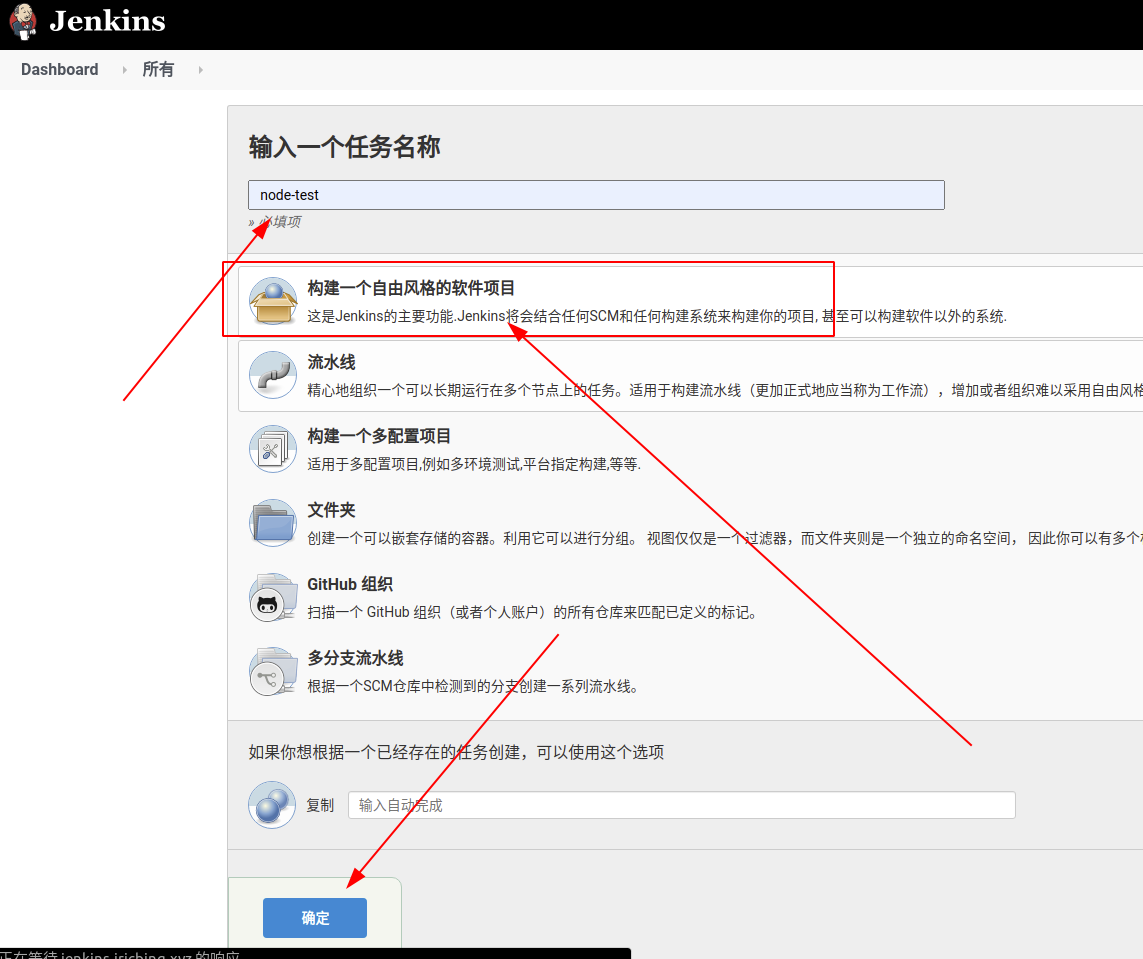 Jenkins
Dashboard 所有
输入一个任务名称
node-test
» 必填项
构建一个自由风格的软件项目
这是Jenkins的主要功能.Jenkins将会结合任何SCM和任何构建系统来构建你的项目, 甚至可以构建软件以外的系统.
流水线
精心地组织一个可以长期运行在多个节点上的任务。适用于构建流水线（更加正式地应当称为工作流），增加或者组织难以采用自由风格
构建一个多配置项目
适用于多配置项目,例如多环境测试,平台指定构建,等等.
文件夹
创建一个可以嵌套存储的容器。利用它可以进行分组。 视图仅仅是一个过滤器，而文件夹则是一个独立的命名空间， 因此你可以有多个
GitHub 组织
扫描一个 GitHub 组织（或者个人账户）的所有仓库来匹配已定义的标记。
多分支流水线
根据一个SCM仓库中检测到的分支创建一系列流水线。
如果你想根据一个已经存在的任务创建，可以使用这个选项
复制 输入自动完成
确定
正在等待 jenkins